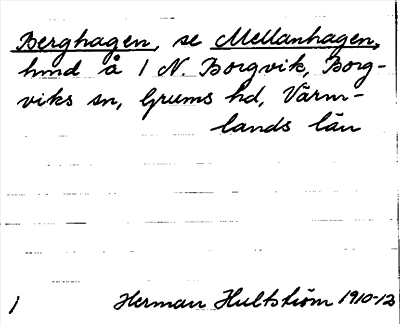 Berghagen, se Mellanhagen,
hmd å 1 N. Borgvik, Borg-
viks sn, Grums hd, Värm-
lands län
1 Herman Hultström 1910-12